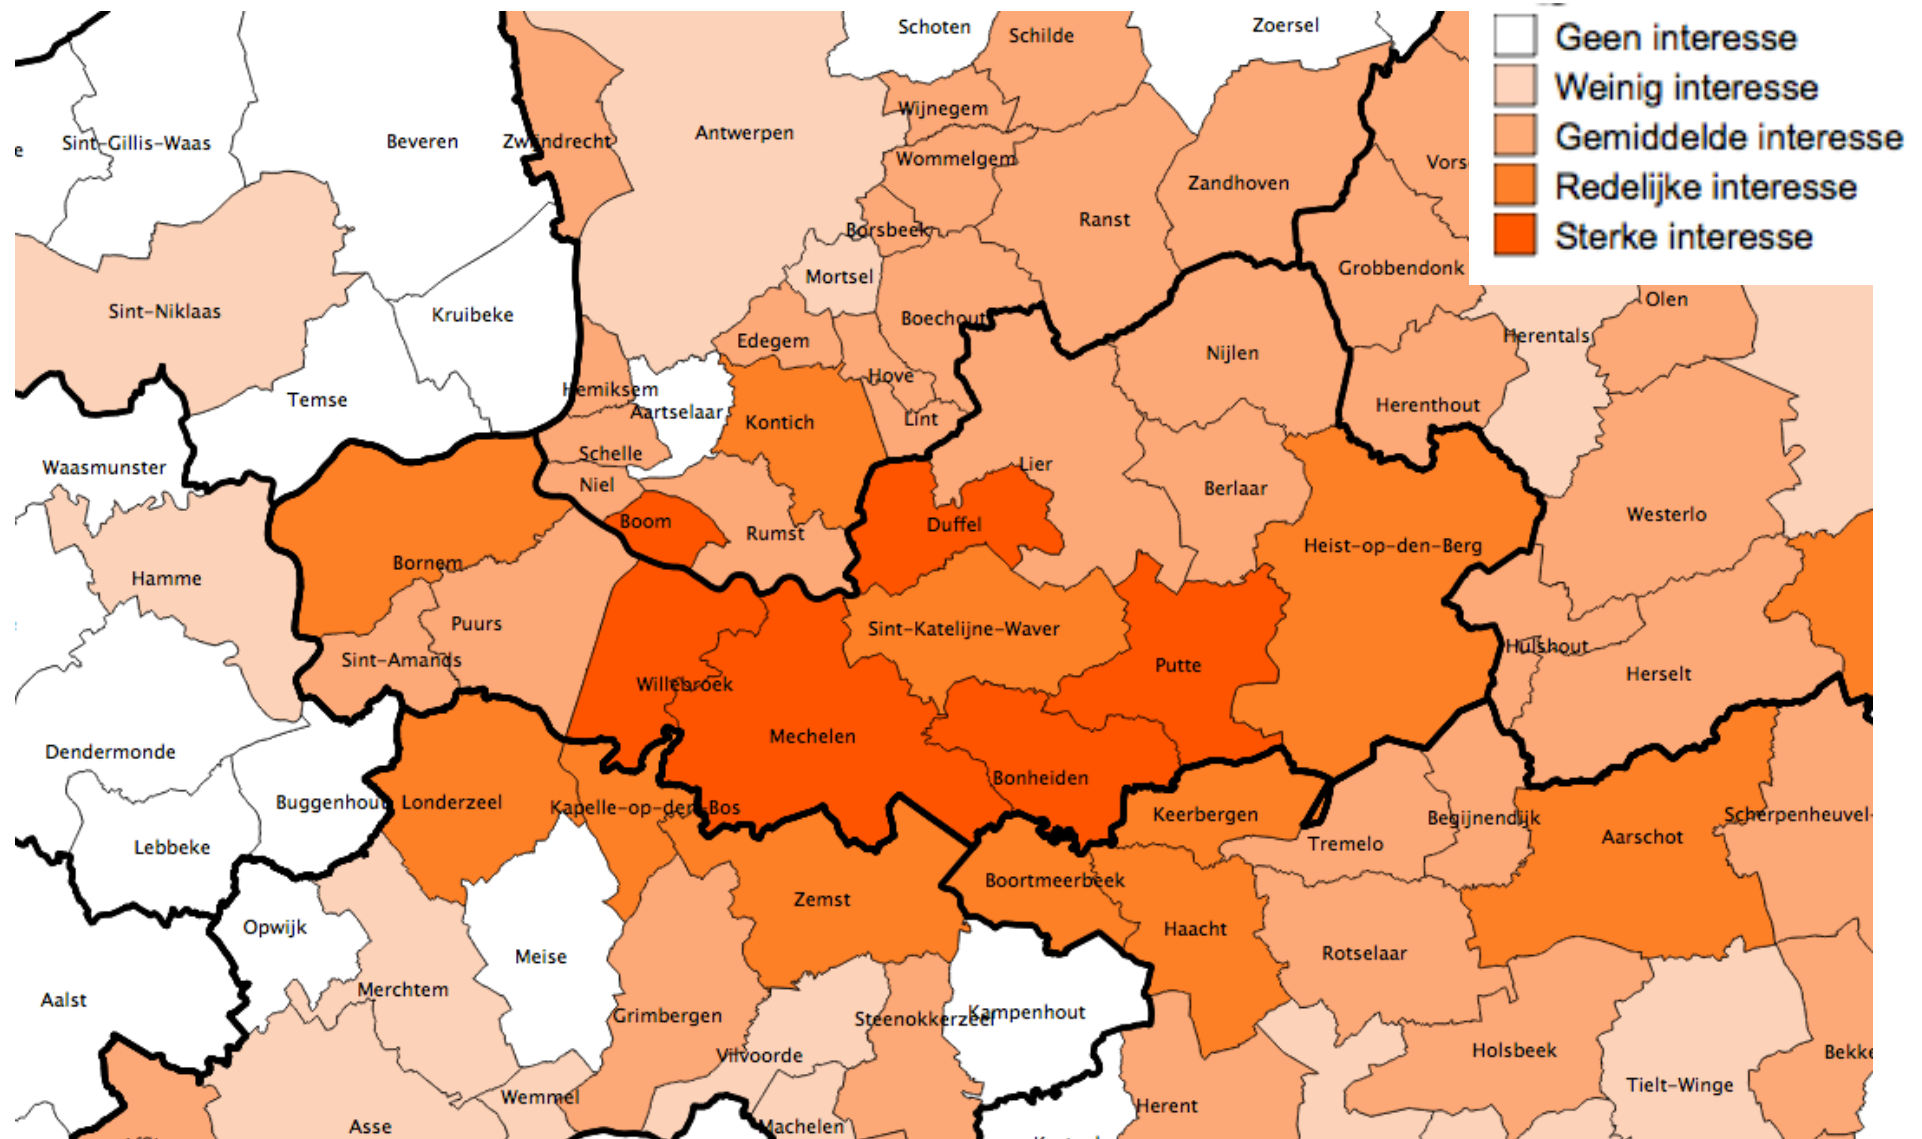 Schoten
Schilde
Zoersel
Geen interesse
Weinig interesse
Gemiddelde interesse
Redelijke interesse
Sterke interesse
Sint-Gillis-Waas
Beveren
Zwijndrecht
Antwerpen
Wijnegem
Wommelgem
Zandhoven
Vors
Ranst
Borsbeek
Mortsel
Grobbendonk
Olen
Sint-Niklaas
Kruibeke
Boechout
Edegem
Nijlen
Herentals
Temse
Hemiksem
Hove
Aartselaar
Kontich
Lint
Herenthout
Waasmunster
Schelle
Lier
Niel
Berlaar
Boom
Duffel
Westerlo
Rumst
Heist-op-den-Berg
Bornem
Hamme
Puurs
Sint-Katelijne-Waver
Sint-Amands
Putte
Hulshout
Willebroek
Herselt
Mechelen
Dendermonde
Bonheiden
Buggenhout
Londerzeel
Kapelle-op-den-Bos
Keerbergen
Begijnendijk
Scherpenheuvel-
Lebbeke
Tremelo
Aarschot
Boortmeerbeek
Zemst
Opwijk
Haacht
Meise
Rotselaar
Merchtem
Aalst
Grimbergen
Steenokkerzeel
Kampenhout
Vilvoorde
Holsbeek
Bekke
Tielt-Winge
Wemmel
Herent
Asse
Machelen